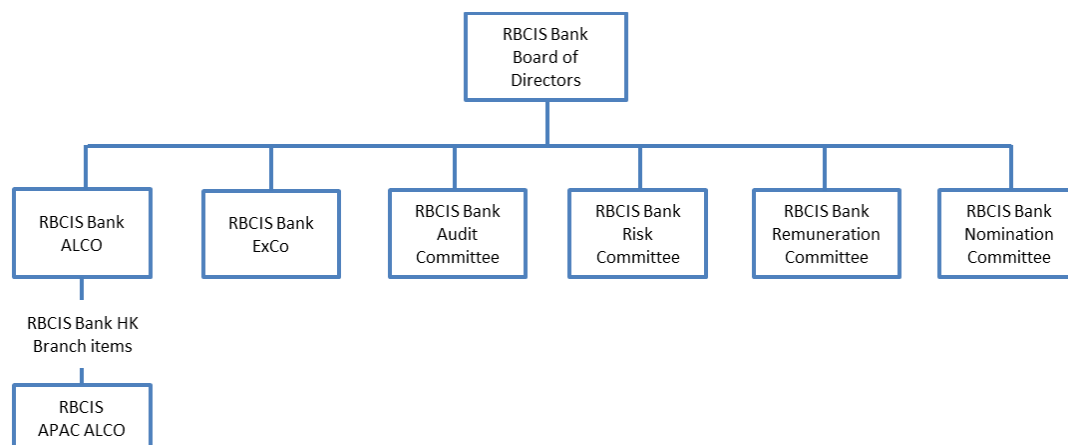 RBCIS Bank
Board of
Directors
RBCIS Bank
ALCO
RBCIS Bank
ExCo
RBCIS Bank
Audit
Committee
RBCIS Bank
Risk
Committee
RBCIS Bank
Remuneration
Committee
RBCIS Bank
Nomination
Committee
RBCIS Bank HK
Branch items
RBCIS
APAC ALCO